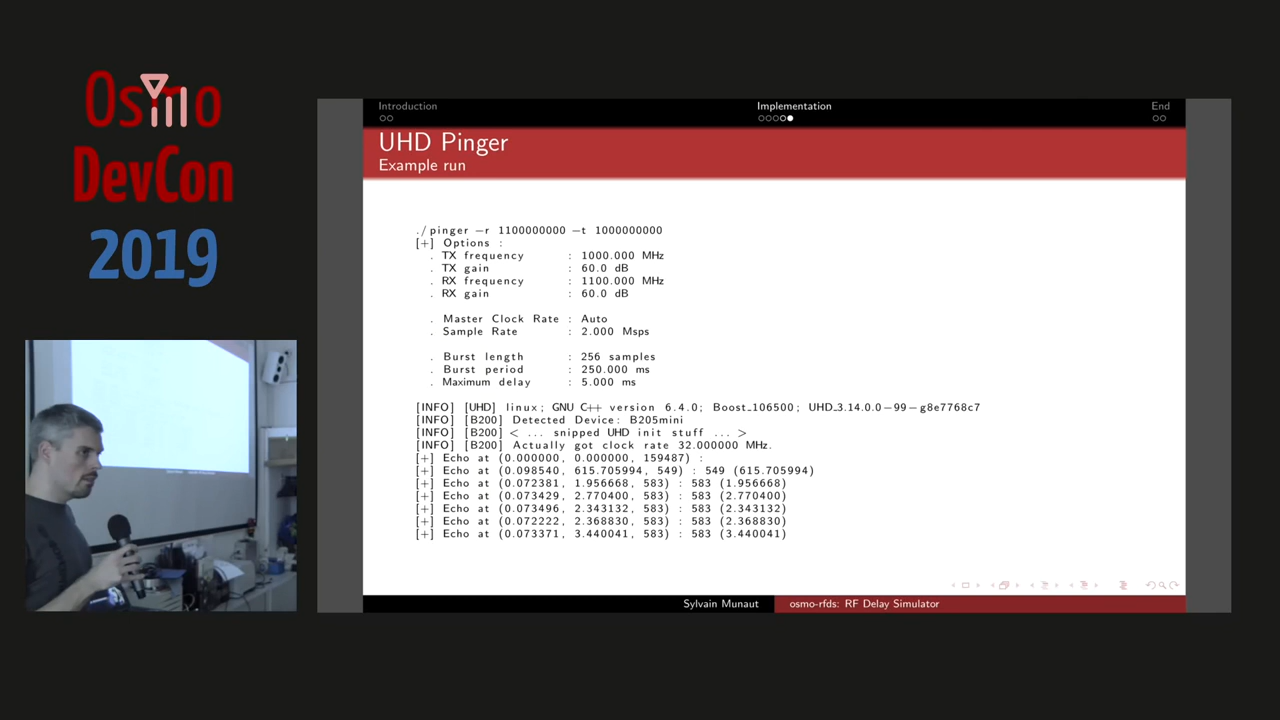 Osmo
DevCon
2019
Introduction
Implementation
End
UHD Pinger
Example run
./pinger −r 1100000000 −t 1000000000
[+] Options :
. TX frequency : 1000.000 MHz
. TX gain : 60.0 dB
. RX frequency : 1100.000 MHz
. RX gain : 60.0 dB
. Master Clock Rate : Auto
. Sample Rate : 2.000 Msps
. Burst length : 256 samples
. Burst period : 250.000 ms
. Maximum delay : 5.000 ms
[INFO] [UHD] linux; GNU C++ version 6.4.0; Boost_106500; UHD_3.14.0.0−99−g8e7768c7
[INFO] [B200] Detected Device: B205mini
[INFO] [B200] < ... snipped UHD init stuff ... >
[INFO] [B200] Actually got clock rate 32.000000 MHz.
[+] Echo at (0.000000, 0.000000, 159487) :
[+] Echo at (0.098540, 615.705994, 549) : 549 (615.705994)
[+] Echo at (0.072381, 1.956668, 583) : 583 (1.956668)
[+] Echo at (0.073429, 2.770400, 583) : 583 (2.770400)
[+] Echo at (0.073496, 2.343132, 583) : 583 (2.343132)
[+] Echo at (0.072222, 2.368830, 583) : 583 (2.368830)
[+] Echo at (0.073371, 3.440041, 583) : 583 (3.440041)
Sylvain Munaut
osmo-rfds: RF Delay Simulator